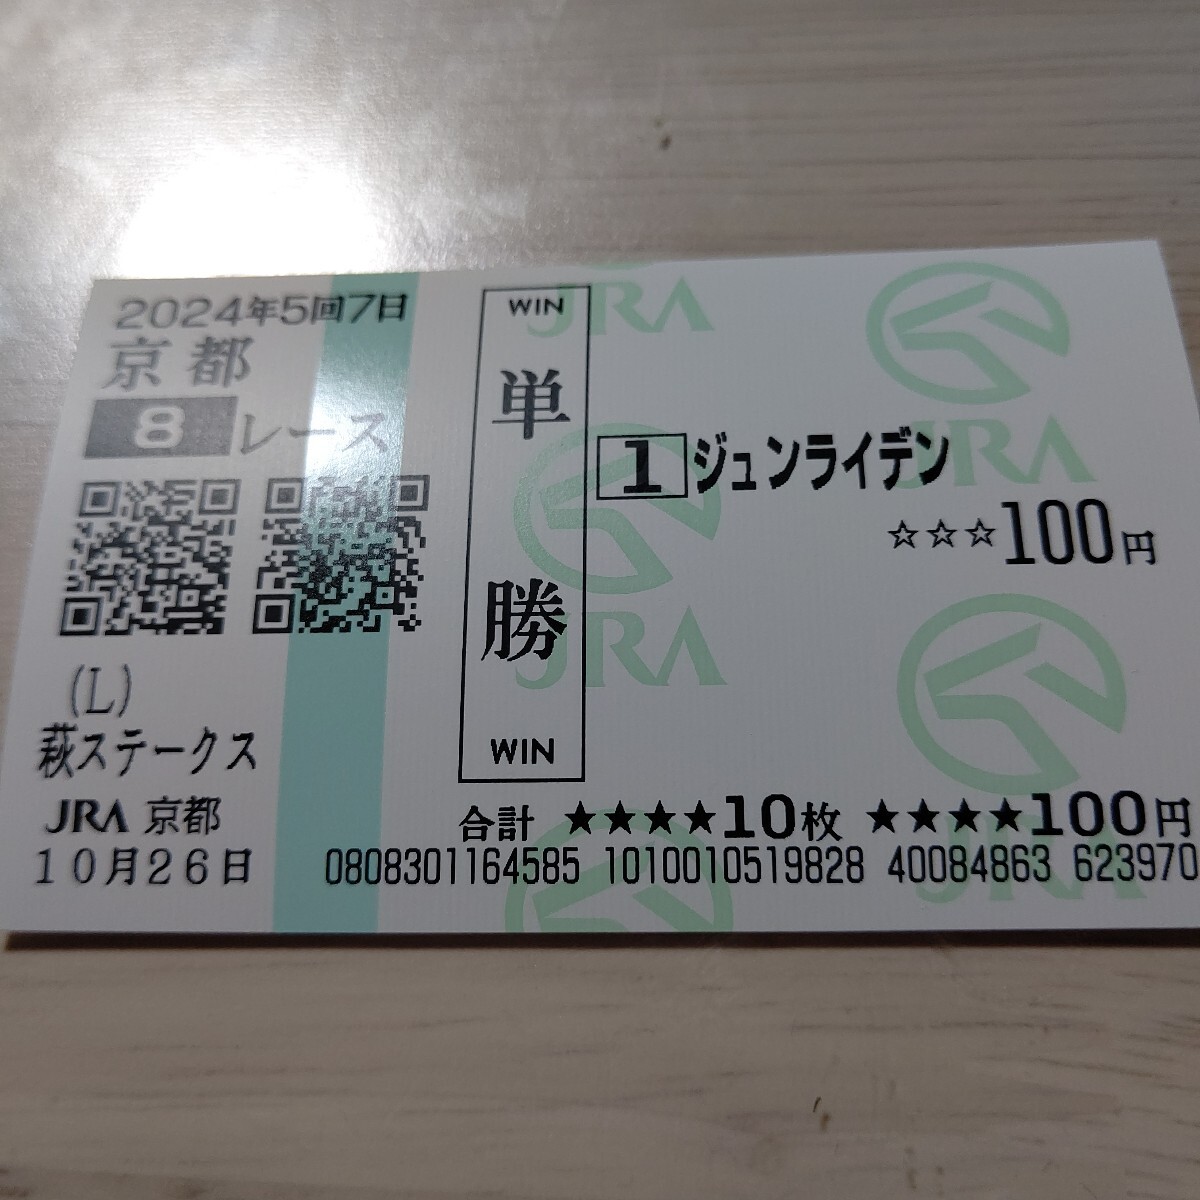 2024年5回7日
京都
8レース
(L)
萩ステークス
JRA 京都
10月26日
WIN
単勝
WIN
1 ジュンライデン
☆☆☆100円
合計 ★★★★10枚 ★★★★100円
0808301164585 1010010519828 40084863 623970
JRA
JRA
JRA
JRA